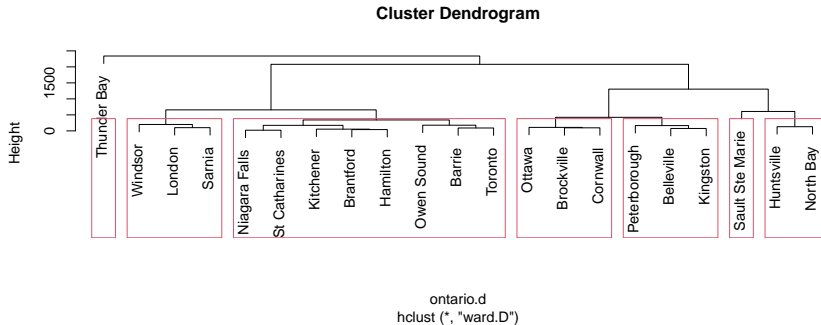 Cluster Dendrogram
Height
1500
0
Thunder Bay
Windsor
London
Sarnia
Niagara Falls
St Catharines
Kitchener
Brantford
Hamilton
Owen Sound
Barrie
Toronto
Ottawa
Brockville
Cornwall
Peterborough
Belleville
Kingston
Sault Ste Marie
Huntsville
North Bay
ontario.d
hclust (*, "ward.D")